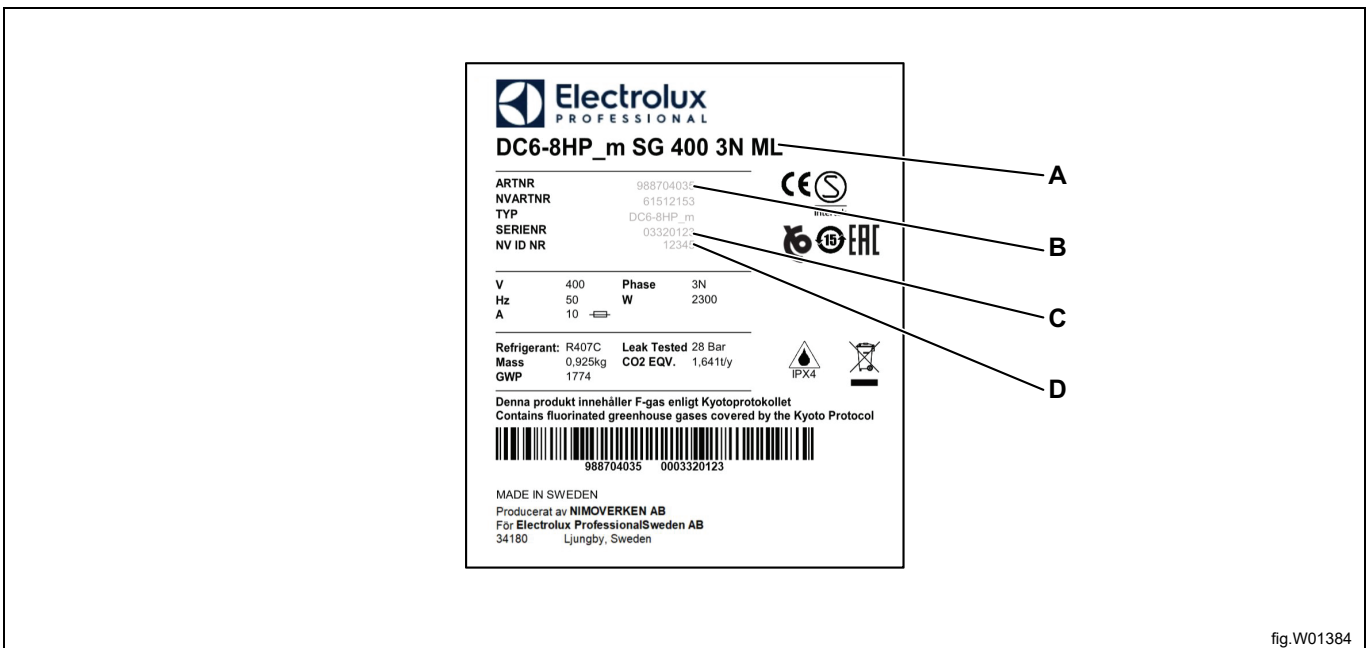 Electrolux
PROFESSIONAL
DC6-8HP_m SG 400 3N ML
A
ARTNR 988704035
B
NVARTNR 61512153
TYP DC6-8HP_m
SERIENR 03320123
C
NV ID NR 12345
D
CE S
15 EAC
V 400 Phase 3N
Hz 50 W 2300
A 10
Refrigerant: R407C Leak Tested 28 Bar
Mass 0,925kg CO2 EQV. 1,641t/y
GWP 1774
IPX4
Denna produkt innehåller F-gas enligt Kyotoprotokollet
Contains fluorinated greenhouse gases covered by the Kyoto Protocol
988704035 0003320123
MADE IN SWEDEN
Producerat av NIMOVERKEN AB
För Electrolux ProfessionalSweden AB
34180 Ljungby, Sweden
fig.W01384